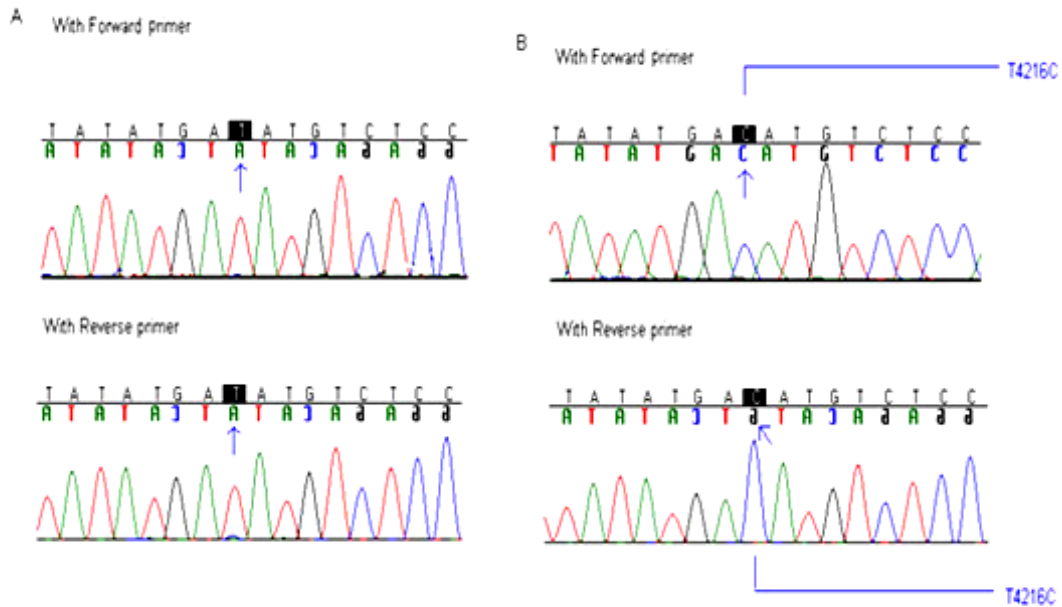 A
With Forward primer
T A T A T G A T A T G T C T C C
A T A T A C T A T A C A G A G G
With Reverse primer
T A T A T G A T A T G T C T C C
A T A T A C T A T A C A G A G G
B
With Forward primer
T4216C
T A T A T G A C A T G T C T C C
T A T A T G A C A T G T C T C C
With Reverse primer
T A T A T G A C A T G T C T C C
A T A T A C T G T A C A G A G G
T4216C